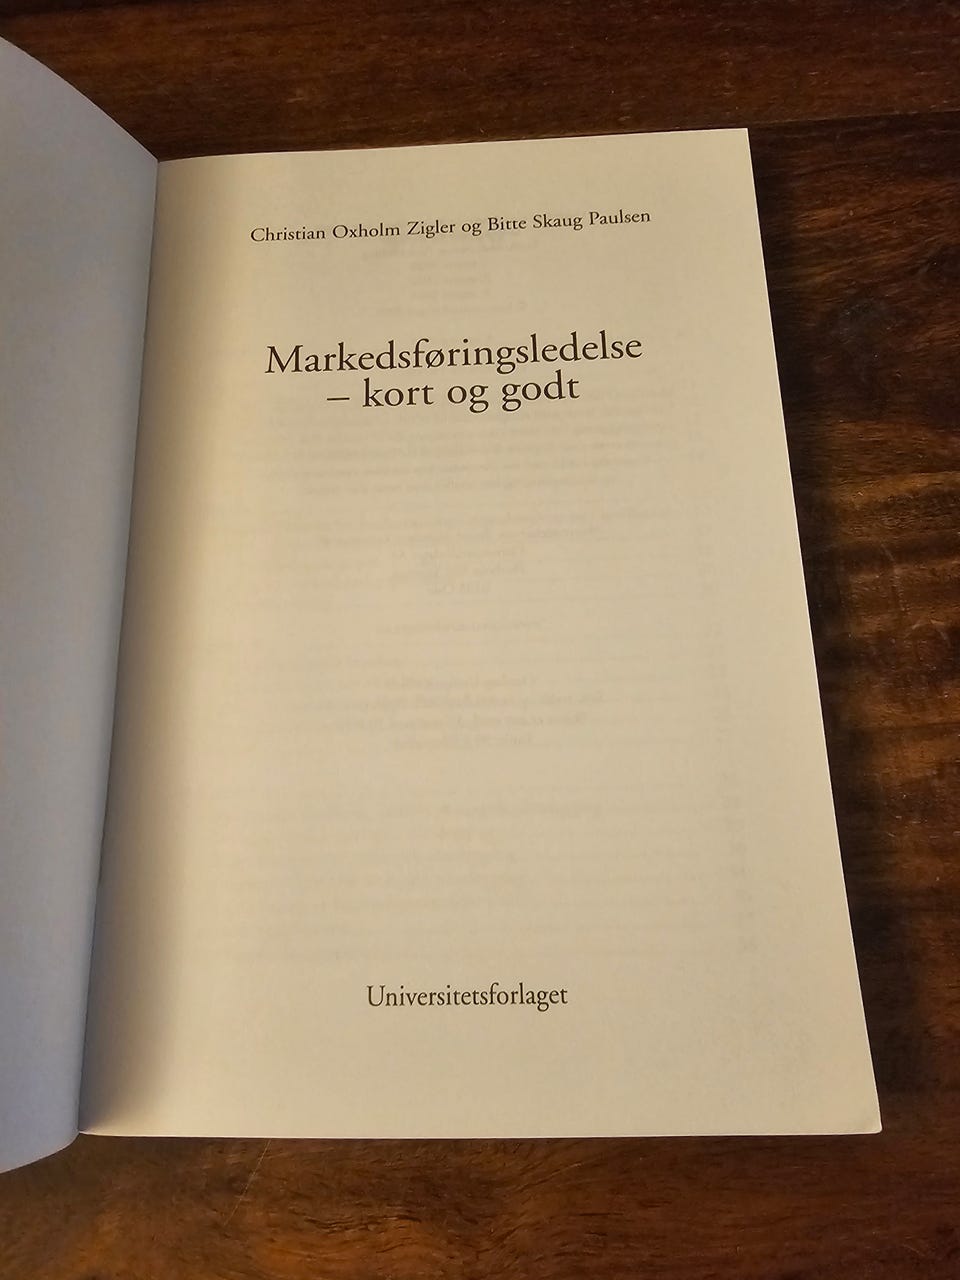 Christian Oxholm Zigler og Bitte Skaug Paulsen
Markedsføringsledelse
– kort og godt
Universitetsforlaget